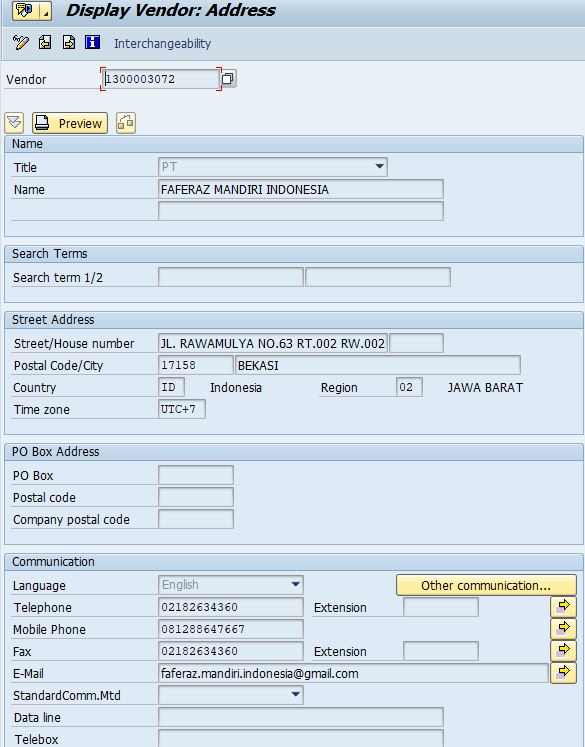 Display Vendor: Address
Interchangeability
Vendor 1300003072
Preview
Name
Title PT
Name FAFERAZ MANDIRI INDONESIA
Search Terms
Search term 1/2
Street Address
Street/House number JL. RAWAMULYA NO.63 RT.002 RW.002
Postal Code/City 17158 BEKASI
Country ID Indonesia Region 02 JAWA BARAT
Time zone UTC+7
PO Box Address
PO Box
Postal code
Company postal code
Communication
Language English Other communication...
Telephone 02182634360 Extension
Mobile Phone 081288647667
Fax 02182634360 Extension
E-Mail faferaz.mandiri.indonesia@gmail.com
StandardComm.Mtd
Data line
Telebox